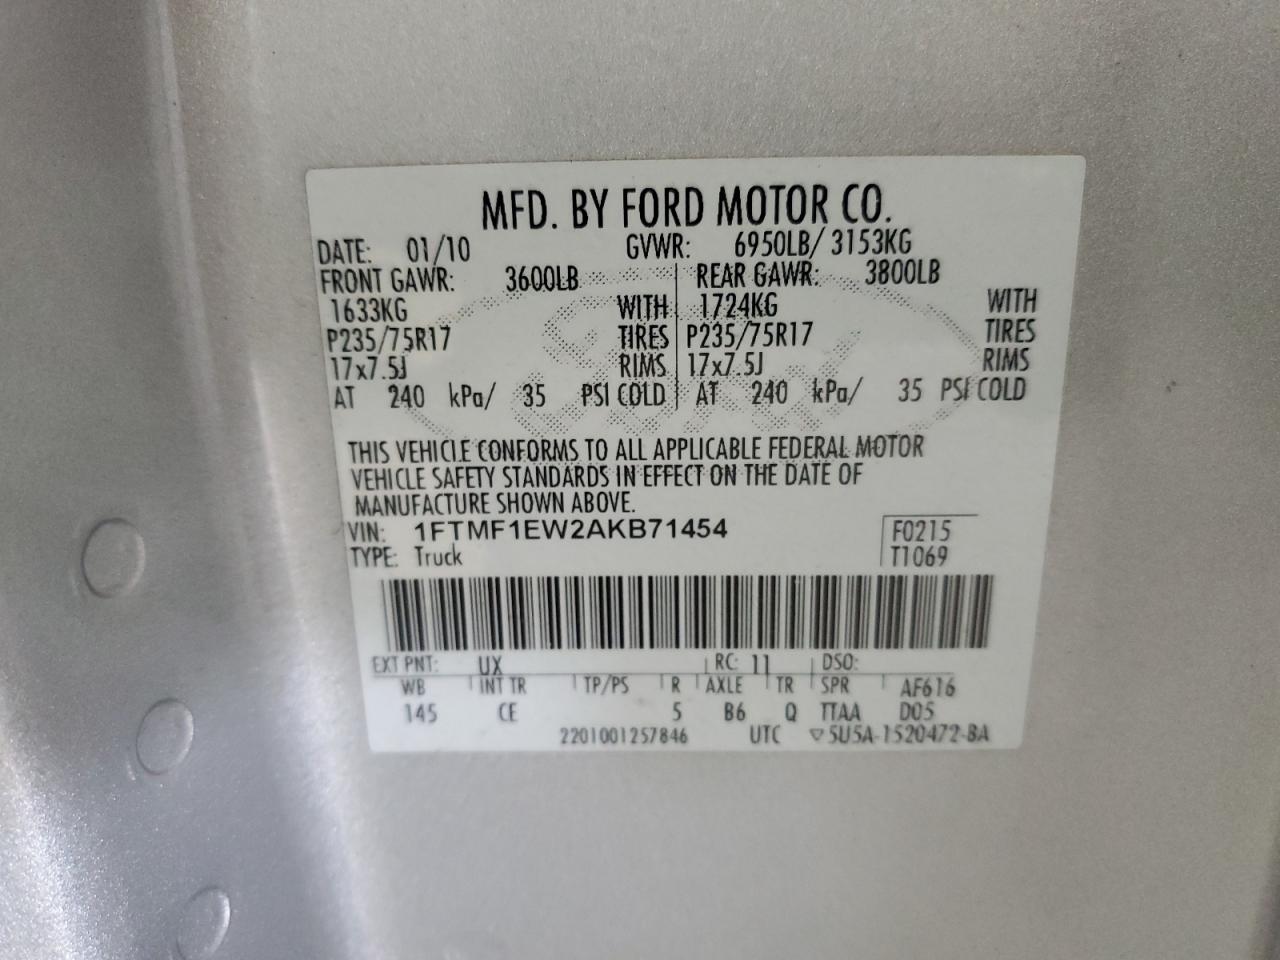 MFD. BY FORD MOTOR CO.
DATE: 01/10 GVWR: 6950LB/ 3153KG
FRONT GAWR: 3600LB REAR GAWR: 3800LB
1633KG WITH 1724KG WITH
P235/75R17 TIRES P235/75R17 TIRES
17x7.5J RIMS 17x7.5J RIMS
AT 240 kPa/ 35 PSI COLD AT 240 kPa/ 35 PSI COLD
THIS VEHICLE CONFORMS TO ALL APPLICABLE FEDERAL MOTOR
VEHICLE SAFETY STANDARDS IN EFFECT ON THE DATE OF
MANUFACTURE SHOWN ABOVE.
VIN: 1FTMF1EW2AKB71454 F0215
TYPE: Truck T1069
EXT PNT: UX RC: 11 DSO:
WB INT TR TP/PS R AXLE TR SPR AF616
145 CE 5 B6 Q TTAA D05
2201001257846 UTC ▽5U5A-1520472-BA